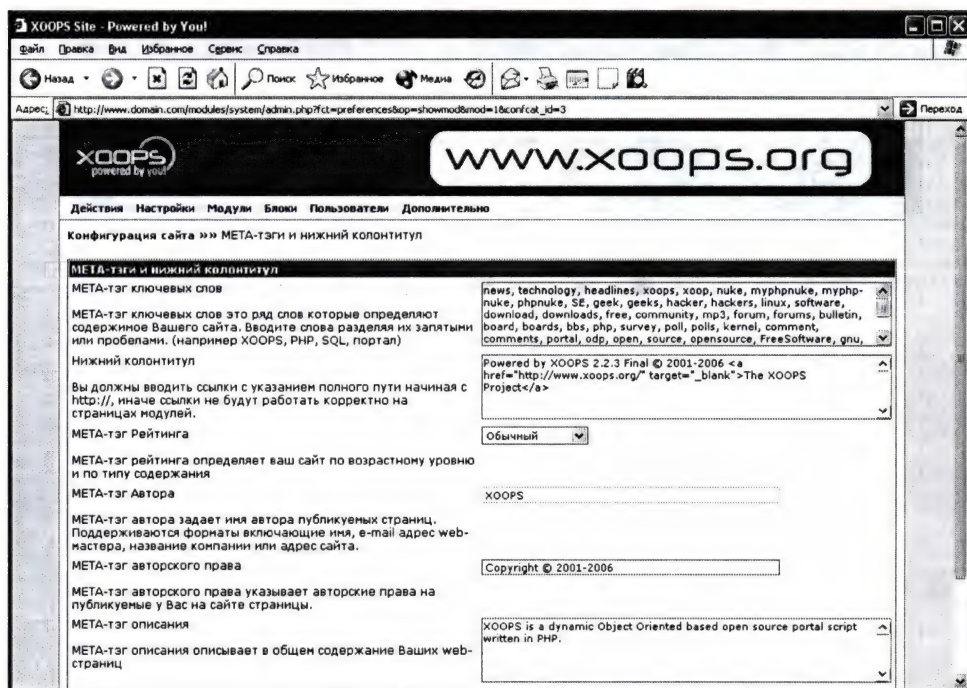 XOOPS Site - Powered by You!
Файл Правка Вид Избранное Сервис Справка
Назад Поиск Избранное Медиа
Адрес: http://www.domain.com/modules/system/admin.php?fct=preferences&op=showmod&mod=1&confcat_id=3 Переход
XOOPS
powered by you!
www.xoops.org
Действия Настройки Модули Блоки Пользователи Дополнительно
Конфигурация сайта »» МЕТА-тэги и нижний колонтитул
МЕТА-тэги и нижний колонтитул
МЕТА-тэг ключевых слов
МЕТА-тэг ключевых слов это ряд слов которые определяют
содержимое Вашего сайта. Вводите слова разделяя их запятыми
или пробелами. (например XOOPS, PHP, SQL, портал)
news, technology, headlines, xoops, xoop, nuke, myphpnuke, myphp-
nuke, phpnuke, SE, geek, geeks, hacker, hackers, linux, software,
download, downloads, free, community, mp3, forum, forums, bulletin,
board, boards, bbs, php, survey, poll, polls, kernel, comment,
comments, portal, odp, open, source, opensource, FreeSoftware, gnu,
Нижний колонтитул
Вы должны вводить ссылки с указанием полного пути начиная с
http://, иначе ссылки не будут работать корректно на
страницах модулей.
Powered by XOOPS 2.2.3 Final © 2001-2006 <a
href="http://www.xoops.org/" target="_blank">The XOOPS
Project</a>
МЕТА-тэг Рейтинга
Обычный
МЕТА-тэг рейтинга определяет ваш сайт по возрастному уровню
и по типу содержания
МЕТА-тэг Автора
XOOPS
МЕТА-тэг автора задает имя автора публикуемых страниц.
Поддерживаются форматы включающие имя, e-mail адрес web-
мастера, название компании или адрес сайта.
МЕТА-тэг авторского права
Copyright © 2001-2006
МЕТА-тэг авторского права указывает авторские права на
публикуемые у Вас на сайте страницы.
МЕТА-тэг описания
МЕТА-тэг описания описывает в общем содержание Ваших web-
страниц
XOOPS is a dynamic Object Oriented based open source portal script
written in PHP.